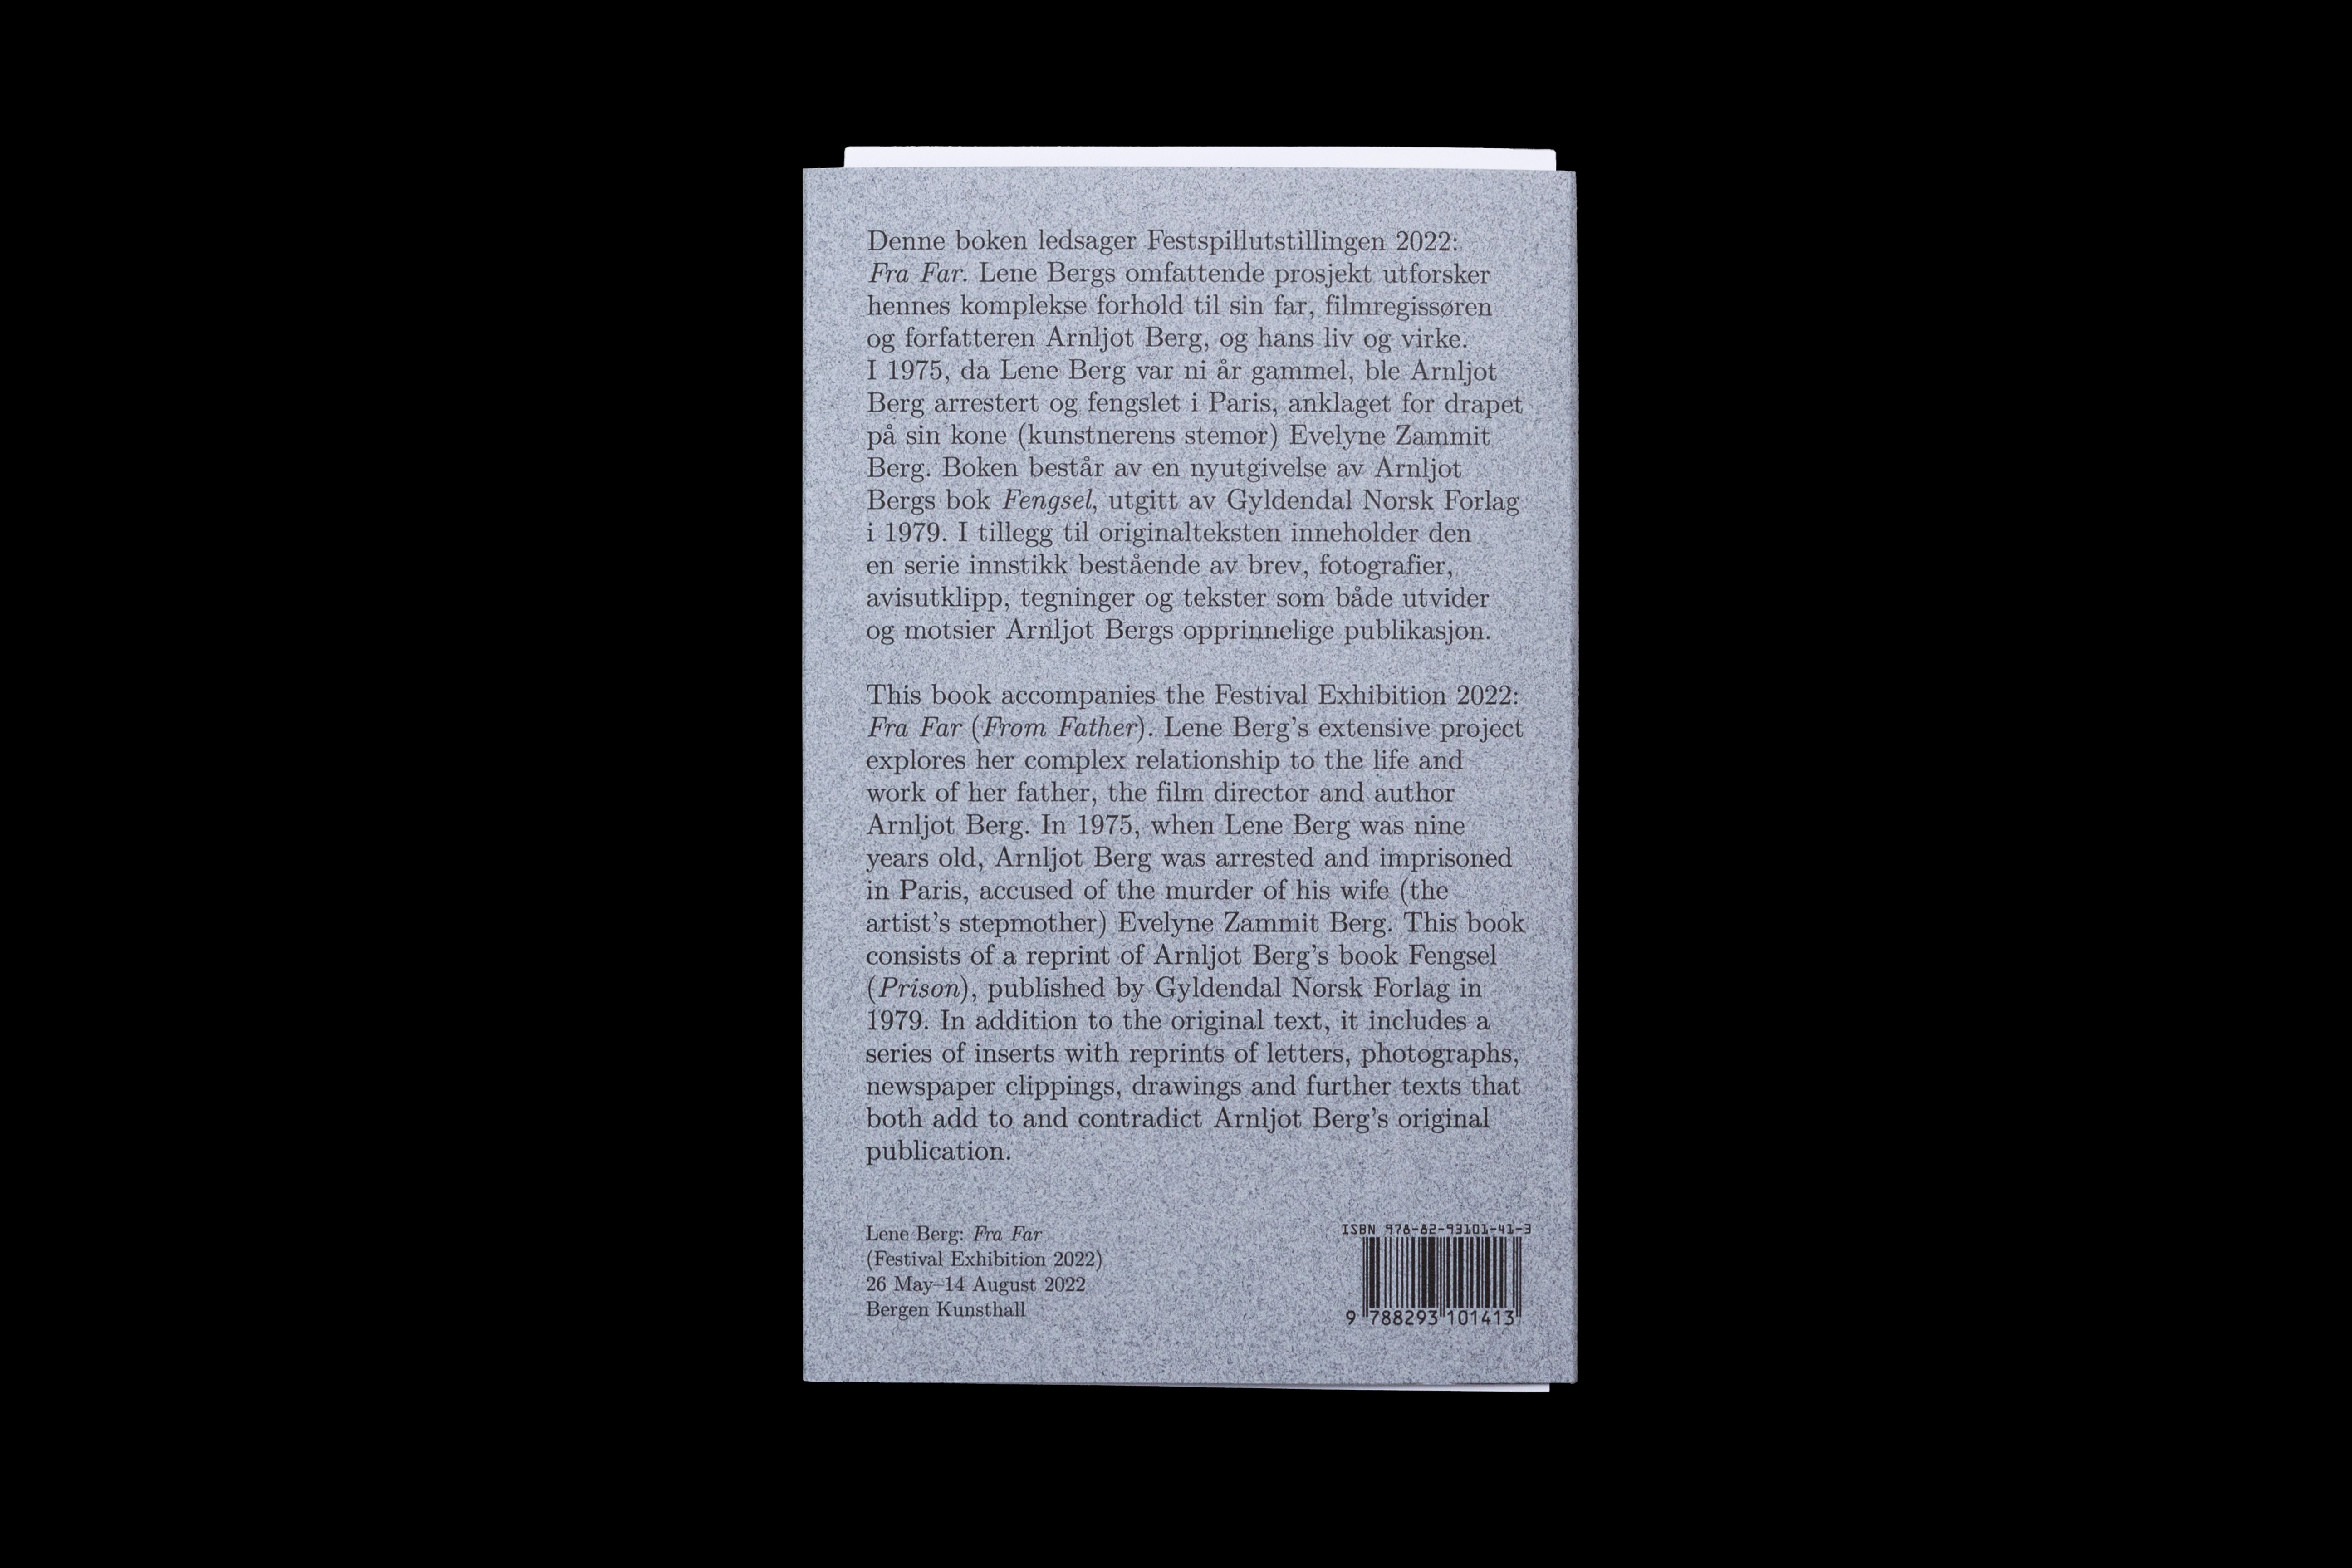 Denne boken ledsager Festspillutstillingen 2022:
Fra Far. Lene Bergs omfattende prosjekt utforsker
hennes komplekse forhold til sin far, filmregissøren
og forfatteren Arnljot Berg, og hans liv og virke.
I 1975, da Lene Berg var ni år gammel, ble Arnljot
Berg arrestert og fengslet i Paris, anklaget for drapet
på sin kone (kunstnerens stemor) Evelyne Zammit
Berg. Boken består av en nyutgivelse av Arnljot
Bergs bok Fengsel, utgitt av Gyldendal Norsk Forlag
i 1979. I tillegg til originalteksten inneholder den
en serie innstikk bestående av brev, fotografier,
avisutklipp, tegninger og tekster som både utvider
og motsier Arnljot Bergs opprinnelige publikasjon.
This book accompanies the Festival Exhibition 2022:
Fra Far (From Father). Lene Berg's extensive project
explores her complex relationship to the life and
work of her father, the film director and author
Arnljot Berg. In 1975, when Lene Berg was nine
years old, Arnljot Berg was arrested and imprisoned
in Paris, accused of the murder of his wife (the
artist's stepmother) Evelyne Zammit Berg. This book
consists of a reprint of Arnljot Berg's book Fengsel
(Prison), published by Gyldendal Norsk Forlag in
1979. In addition to the original text, it includes a
series of inserts with reprints of letters, photographs,
newspaper clippings, drawings and further texts that
both add to and contradict Arnljot Berg's original
publication.
Lene Berg: Fra Far
(Festival Exhibition 2022)
26 May–14 August 2022
Bergen Kunsthall
ISBN 978-82-93101-41-3
9 788293 101413